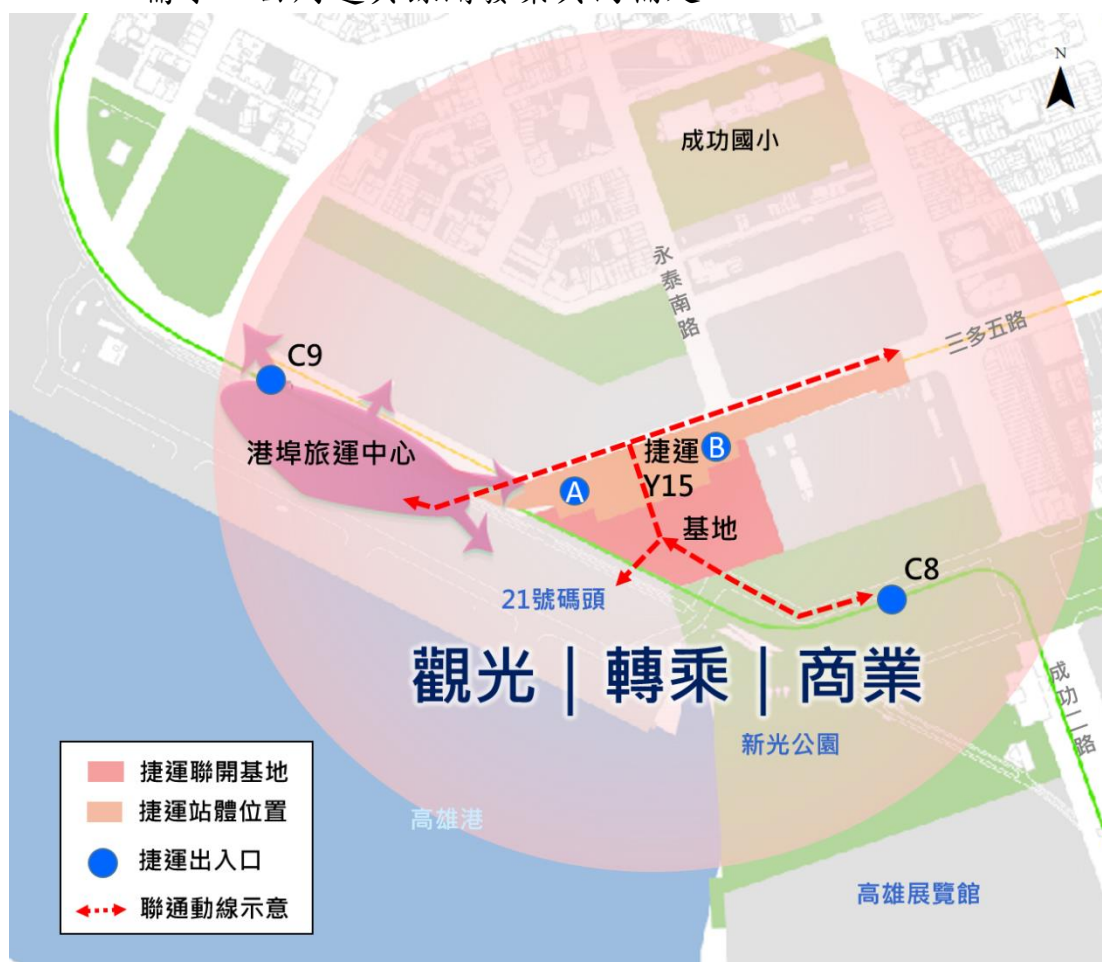 N
成功國小
永泰南路
三多五路
C9
港埠旅運中心
捷運 B
A Y15
基地
C8
21號碼頭
觀光｜轉乘｜商業
成功二路
新光公園
高雄港
高雄展覽館
捷運聯開基地
捷運站體位置
捷運出入口
聯通動線示意